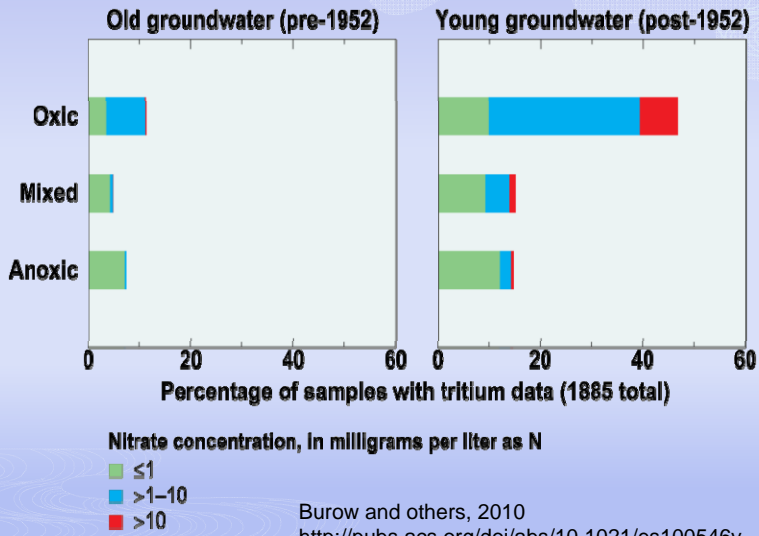 Old groundwater (pre-1952) Young groundwater (post-1952)
Oxic
Mixed
Anoxic
0 20 40 60 0 20 40 60
Percentage of samples with tritium data (1885 total)
Nitrate concentration, in milligrams per liter as N
≤1
>1–10
>10
Burow and others, 2010